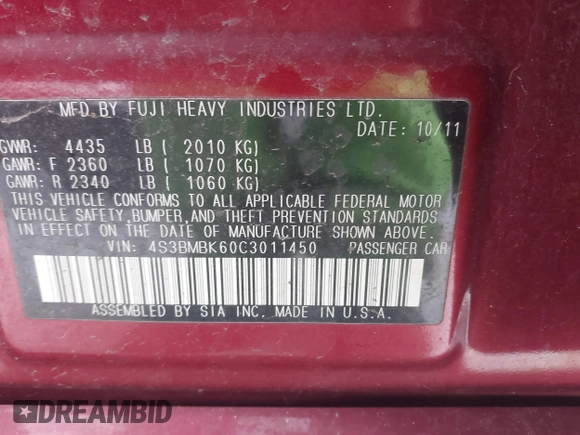 MFD.BY FUJI HEAVY INDUSTRIES LTD.
DATE: 10/11
GVWR: 4435 LB ( 2010 KG)
GAWR: F 2360 LB ( 1070 KG)
GAWR: R 2340 LB ( 1060 KG)
THIS VEHICLE CONFORMS TO ALL APPLICABLE FEDERAL MOTOR
VEHICLE SAFETY,BUMPER,AND THEFT PREVENTION STANDARDS
IN EFFECT ON THE DATE OF MANUFACTURE SHOWN ABOVE.
VIN: 4S3BMBK60C3011450 PASSENGER CAR
ASSEMBLED BY SIA INC. MADE IN U.S.A.
DREAMBID